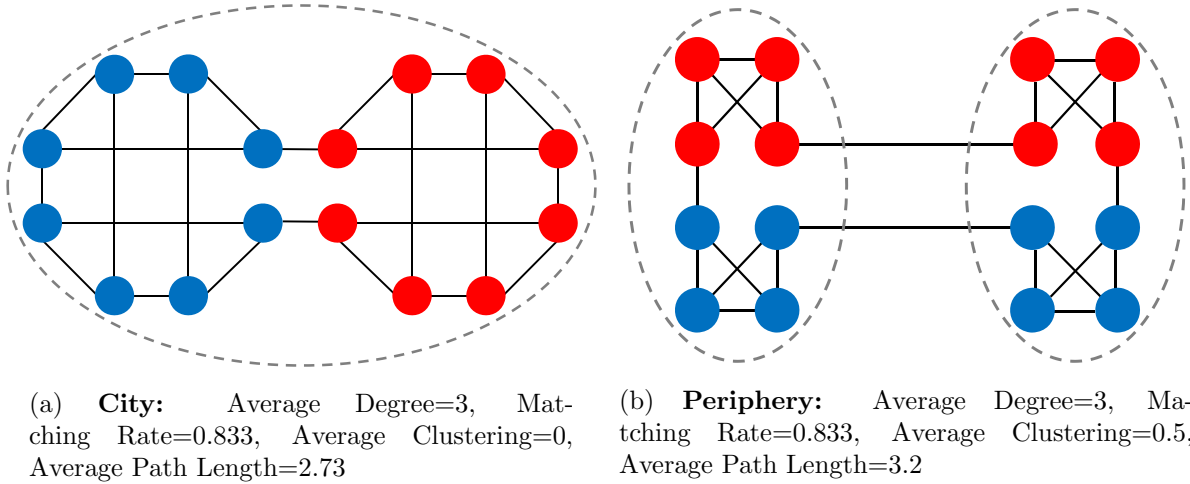 (a) City: Average Degree=3, Mat-
ching Rate=0.833, Average Clustering=0,
Average Path Length=2.73
(b) Periphery: Average Degree=3, Ma-
tching Rate=0.833, Average Clustering=0.5,
Average Path Length=3.2